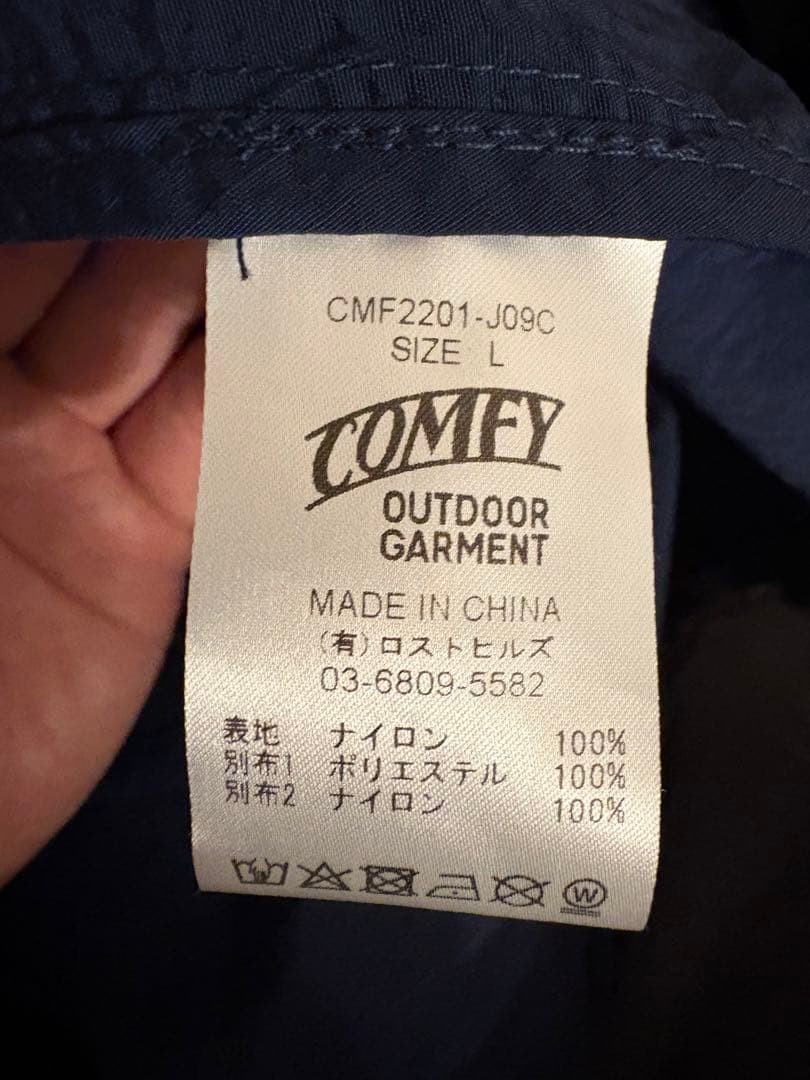 CMF2201-J09C
SIZE L
COMFY
OUTDOOR
GARMENT
MADE IN CHINA
(有)ロストヒルズ
03-6809-5582
表地 ナイロン 100%
別布1 ポリエステル 100%
別布2 ナイロン 100%
W